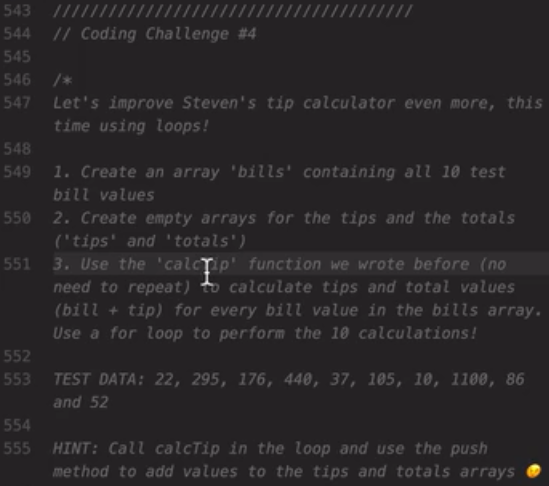 543 ///////////////////////////////////////
544 // Coding Challenge #4
545
546 /*
547 Let's improve Steven's tip calculator even more, this
time using loops!
548
549 1. Create an array 'bills' containing all 10 test
bill values
550 2. Create empty arrays for the tips and the totals
('tips' and 'totals')
551 3. Use the 'calcTip' function we wrote before (no
need to repeat) to calculate tips and total values
(bill + tip) for every bill value in the bills array.
Use a for loop to perform the 10 calculations!
552
553 TEST DATA: 22, 295, 176, 440, 37, 105, 10, 1100, 86
and 52
554
555 HINT: Call calcTip in the loop and use the push
method to add values to the tips and totals arrays